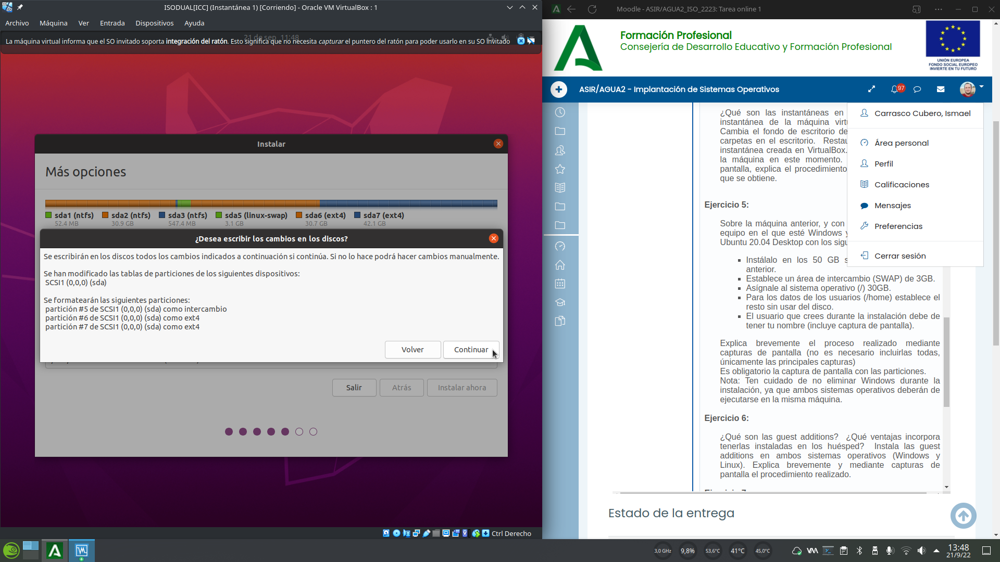 ISODUAL[ICC] (Instantánea 1) [Corriendo] - Oracle VM VirtualBox : 1
Archivo Máquina Ver Entrada Dispositivos Ayuda
21 de sep 11:48
La máquina virtual informa que el SO invitado soporta integración del ratón. Esto significa que no necesita capturar el puntero del ratón para poder usarlo en su SO invitado
Instalar
Más opciones
sda1 (ntfs) sda2 (ntfs) sda3 (ntfs) sda5 (linux-swap) sda6 (ext4) sda7 (ext4)
52.4 MB 30.9 GB 547.4 MB 3.1 GB 30.7 GB 42.1 GB
¿Desea escribir los cambios en los discos?
Se escribirán en los discos todos los cambios indicados a continuación si continúa. Si no lo hace podrá hacer cambios manualmente.
Se han modificado las tablas de particiones de los siguientes dispositivos:
SCSI1 (0,0,0) (sda)
Se formatearán las siguientes particiones:
partición #5 de SCSI1 (0,0,0) (sda) como intercambio
partición #6 de SCSI1 (0,0,0) (sda) como ext4
partición #7 de SCSI1 (0,0,0) (sda) como ext4
Volver Continuar
Salir Atrás Instalar ahora
Ctrl Derecho
Moodle - ASIR/AGUA2_ISO_2223: Tarea online 1
Formación Profesional
Consejería de Desarrollo Educativo y Formación Profesional
UNIÓN EUROPEA
FONDO SOCIAL EUROPEO
INVIERTE EN TU FUTURO
ASIR/AGUA2 - Implantación de Sistemas Operativos
97
Carrasco Cubero, Ismael
Área personal
Perfil
Calificaciones
Mensajes
Preferencias
Cerrar sesión
¿Qué son las instantáneas en
instantánea de la máquina
Cambia el fondo de escritorio
carpetas en el escritorio.
instantánea creada en VirtualBox.
la máquina en este momento.
pantalla, explica el procedimiento
que se obtiene.
Ejercicio 5:
Sobre la máquina anterior, y con
equipo en el que esté Windows y
Ubuntu 20.04 Desktop con los
Instálalo en los 50 GB
anterior.
Establece un área de intercambio (SWAP) de 3GB.
Asígnale al sistema operativo (/) 30GB.
Para los datos de los usuarios (/home) establece el
resto sin usar del disco.
El usuario que crees durante la instalación debe de
tener tu nombre (incluye captura de pantalla).
Explica brevemente el proceso realizado mediante
capturas de pantalla (no es necesario incluirlas todas,
únicamente las principales capturas)
Es obligatorio la captura de pantalla con las particiones.
Nota: Ten cuidado de no eliminar Windows durante la
instalación, ya que ambos sistemas operativos deberán de
ejecutarse en la misma máquina.
Ejercicio 6:
¿Qué son las guest additions? ¿Qué ventajas incorpora
tenerlas instaladas en los huésped? Instala las guest
additions en ambos sistemas operativos (Windows y
Linux). Explica brevemente y mediante capturas de
pantalla el procedimiento realizado.
Estado de la entrega
3,0 GHz 9,8% 53,6°C 41°C 45,0°C
13:48
21/9/22